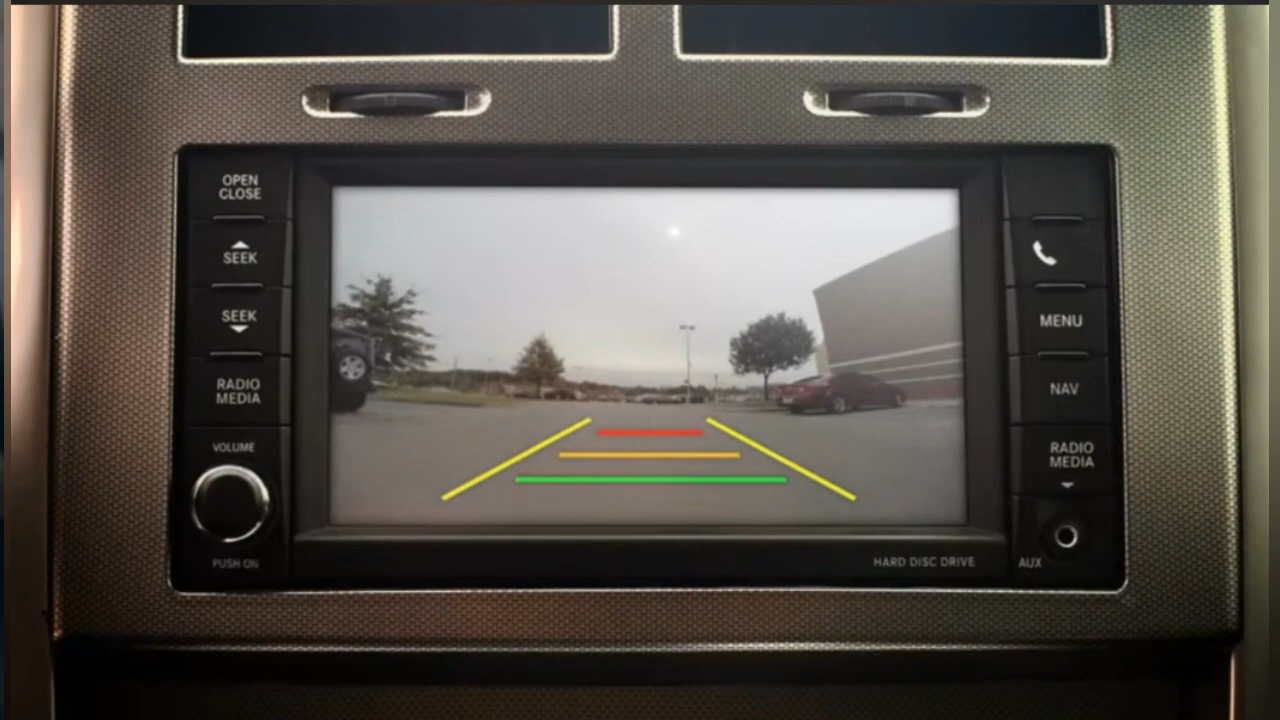 OPEN
CLOSE
SEEK
SEEK
RADIO
MEDIA
VOLUME
PUSH ON
MENU
NAV
RADIO
MEDIA
HARD DISC DRIVE
AUX